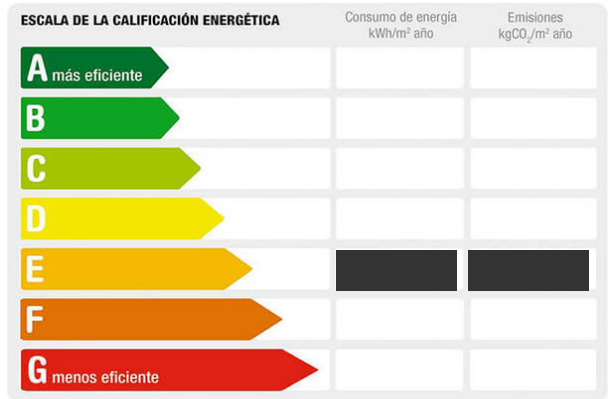 ESCALA DE LA CALIFICACIÓN ENERGÉTICA
Consumo de energía
kWh/m² año
Emisiones
kgCO₂/m² año
A más eficiente
B
C
D
E
F
G menos eficiente